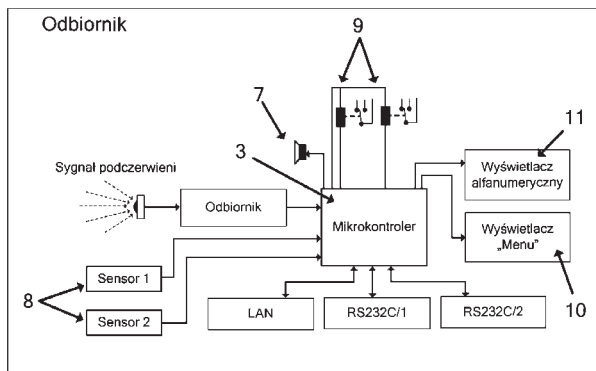 Odbiornik
9
7
11
3
Wyświetlacz
alfanumeryczny
Sygnał podczerwieni
Odbiornik
Mikrokontroler
Wyświetlacz
„Menu”
Sensor 1
8
Sensor 2
LAN
RS232C/1
RS232C/2
10